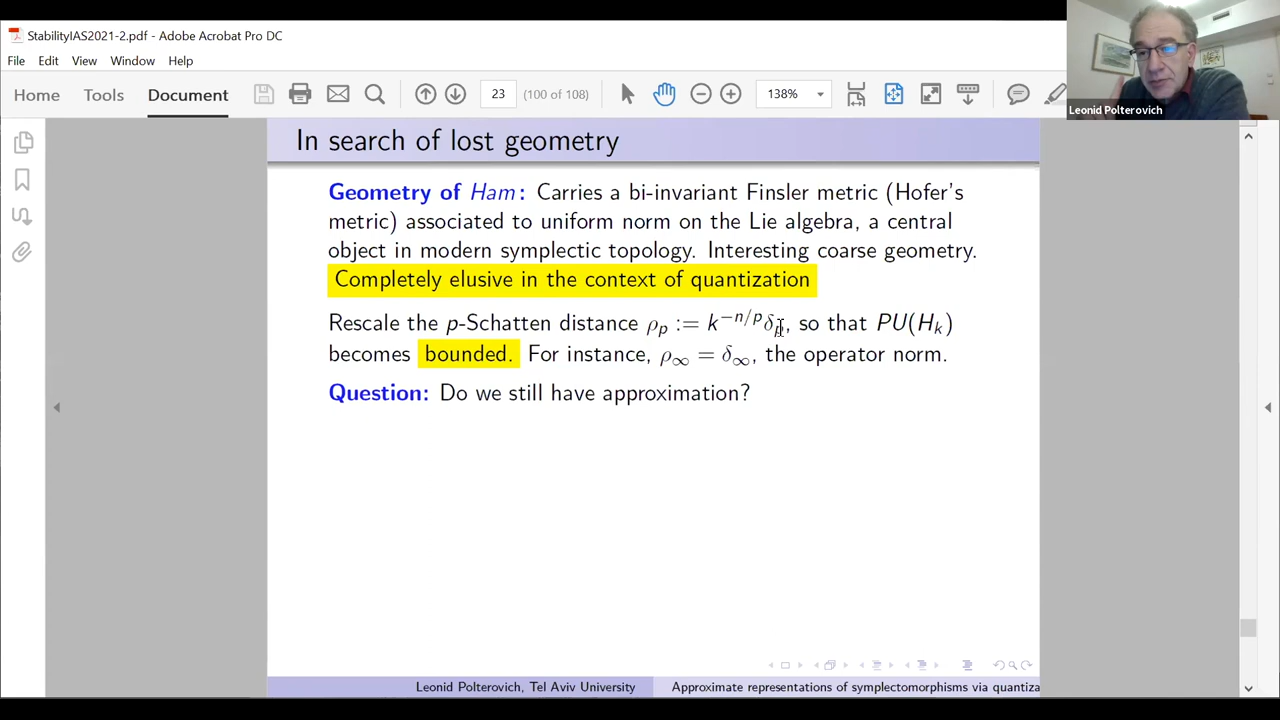 StabilityIAS2021-2.pdf - Adobe Acrobat Pro DC
File Edit View Window Help
Home Tools Document 23 (100 of 108) 138%
Leonid Polterovich
In search of lost geometry
Geometry of Ham: Carries a bi-invariant Finsler metric (Hofer's
metric) associated to uniform norm on the Lie algebra, a central
object in modern symplectic topology. Interesting coarse geometry.
Completely elusive in the context of quantization
Rescale the p-Schatten distance ρₚ := k^{-n/p}δₚ, so that PU(Hₖ)
becomes bounded. For instance, ρ_∞ = δ_∞, the operator norm.
Question: Do we still have approximation?
Leonid Polterovich, Tel Aviv University Approximate representations of symplectomorphisms via quantiza